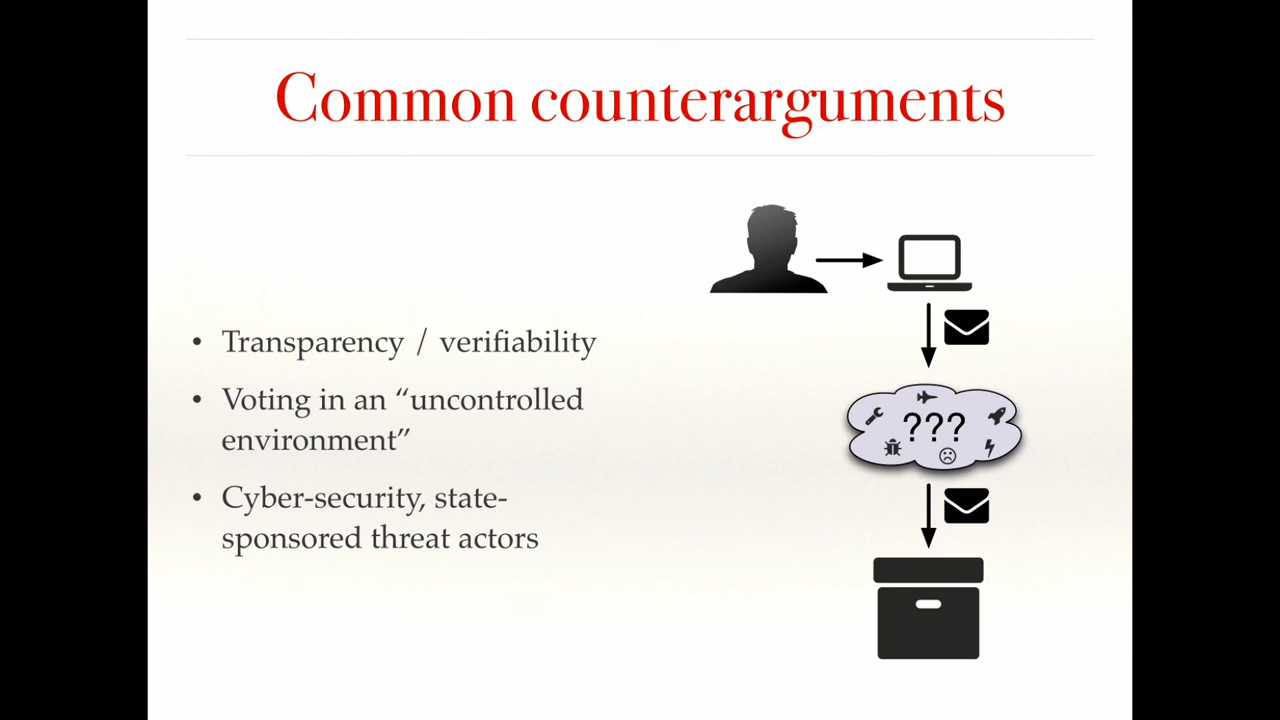 Common counterarguments
• Transparency / verifiability
• Voting in an “uncontrolled
environment”
• Cyber-security, state-
sponsored threat actors
???